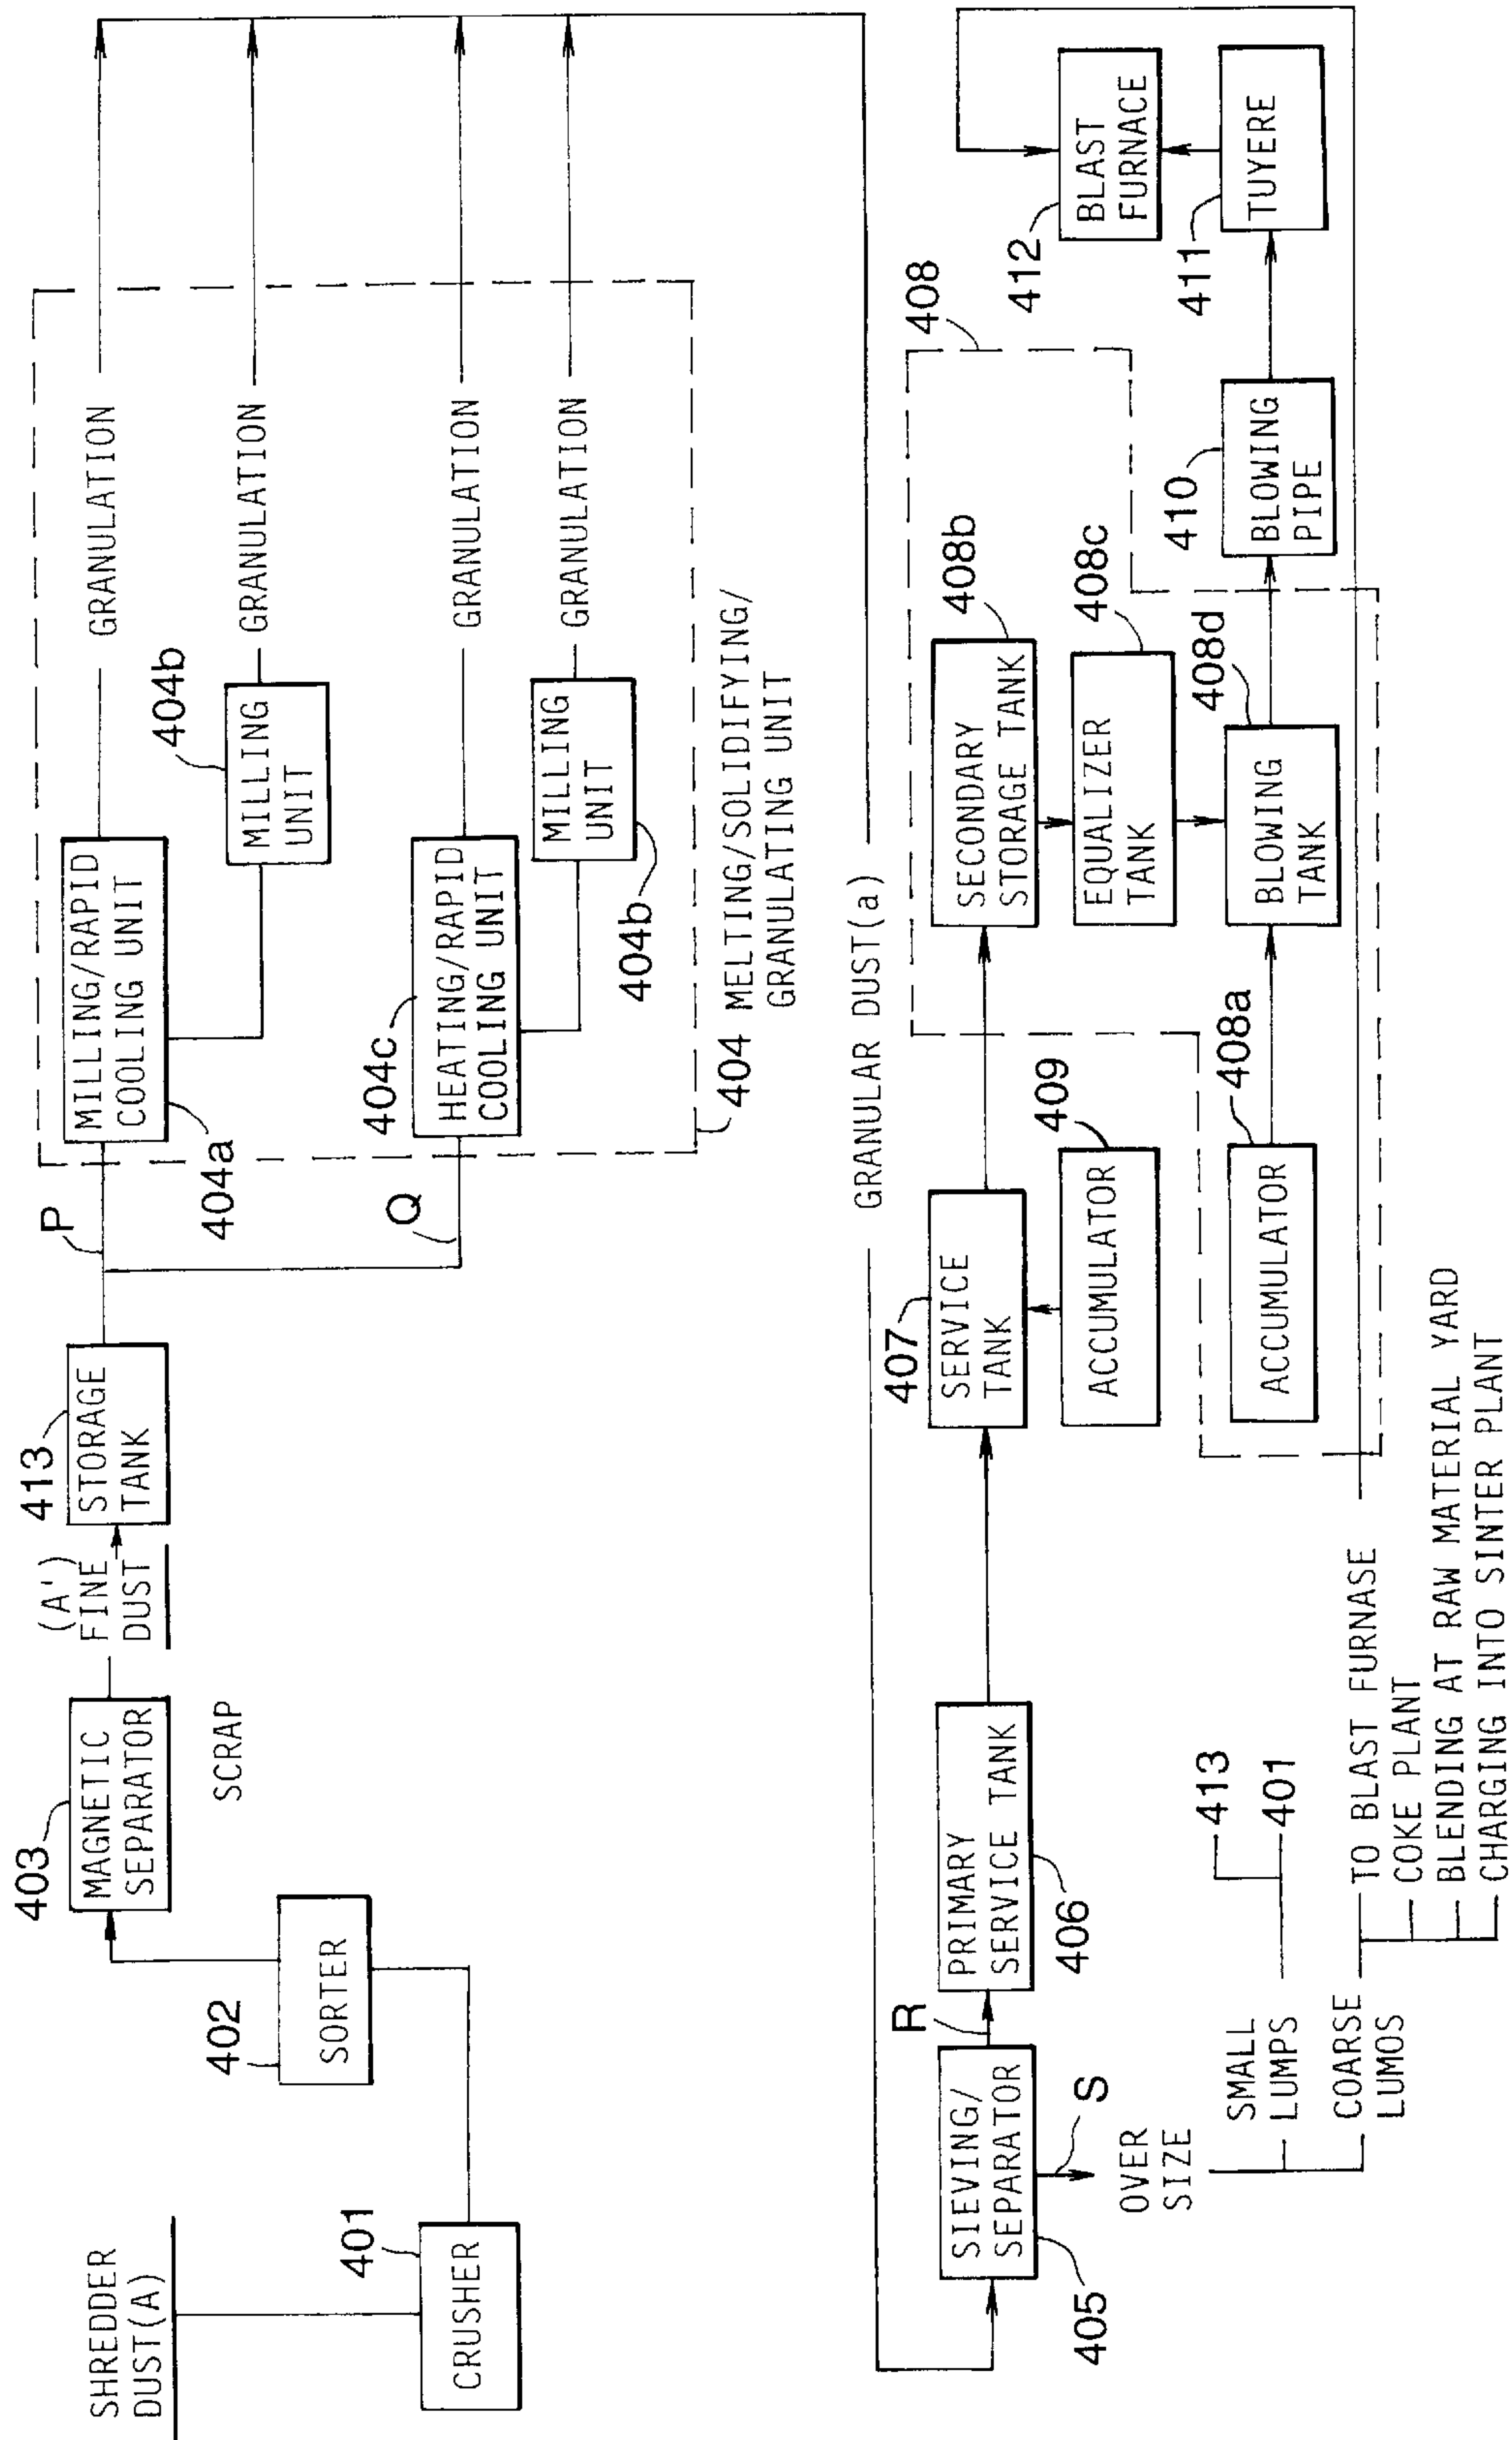 SHREDDER
DUST(A)
401
CRUSHER
402
SORTER
403
MAGNETIC
SEPARATOR
SCRAP
(A')
FINE
DUST
413
STORAGE
TANK
P
Q
404a
MILLING/RAPID
COOLING UNIT
404b
MILLING
UNIT
404c
HEATING/RAPID
COOLING UNIT
404b
MILLING
UNIT
GRANULATION
GRANULATION
GRANULATION
GRANULATION
404 MELTING/SOLIDIFYING/
GRANULATING UNIT
GRANULAR DUST(a)
405
SIEVING/
SEPARATOR
R
S
OVER
SIZE
SMALL
LUMPS
413
401
COARSE
LUMOS
TO BLAST FURNASE
COKE PLANT
BLENDING AT RAW MATERIAL YARD
CHARGING INTO SINTER PLANT
PRIMARY
SERVICE TANK
406
407
SERVICE
TANK
409
ACCUMULATOR
408a
ACCUMULATOR
408
408b
SECONDARY
STORAGE TANK
408c
EQUALIZER
TANK
408d
BLOWING
TANK
410
BLOWING
PIPE
411
TUYERE
412
BLAST
FURNACE